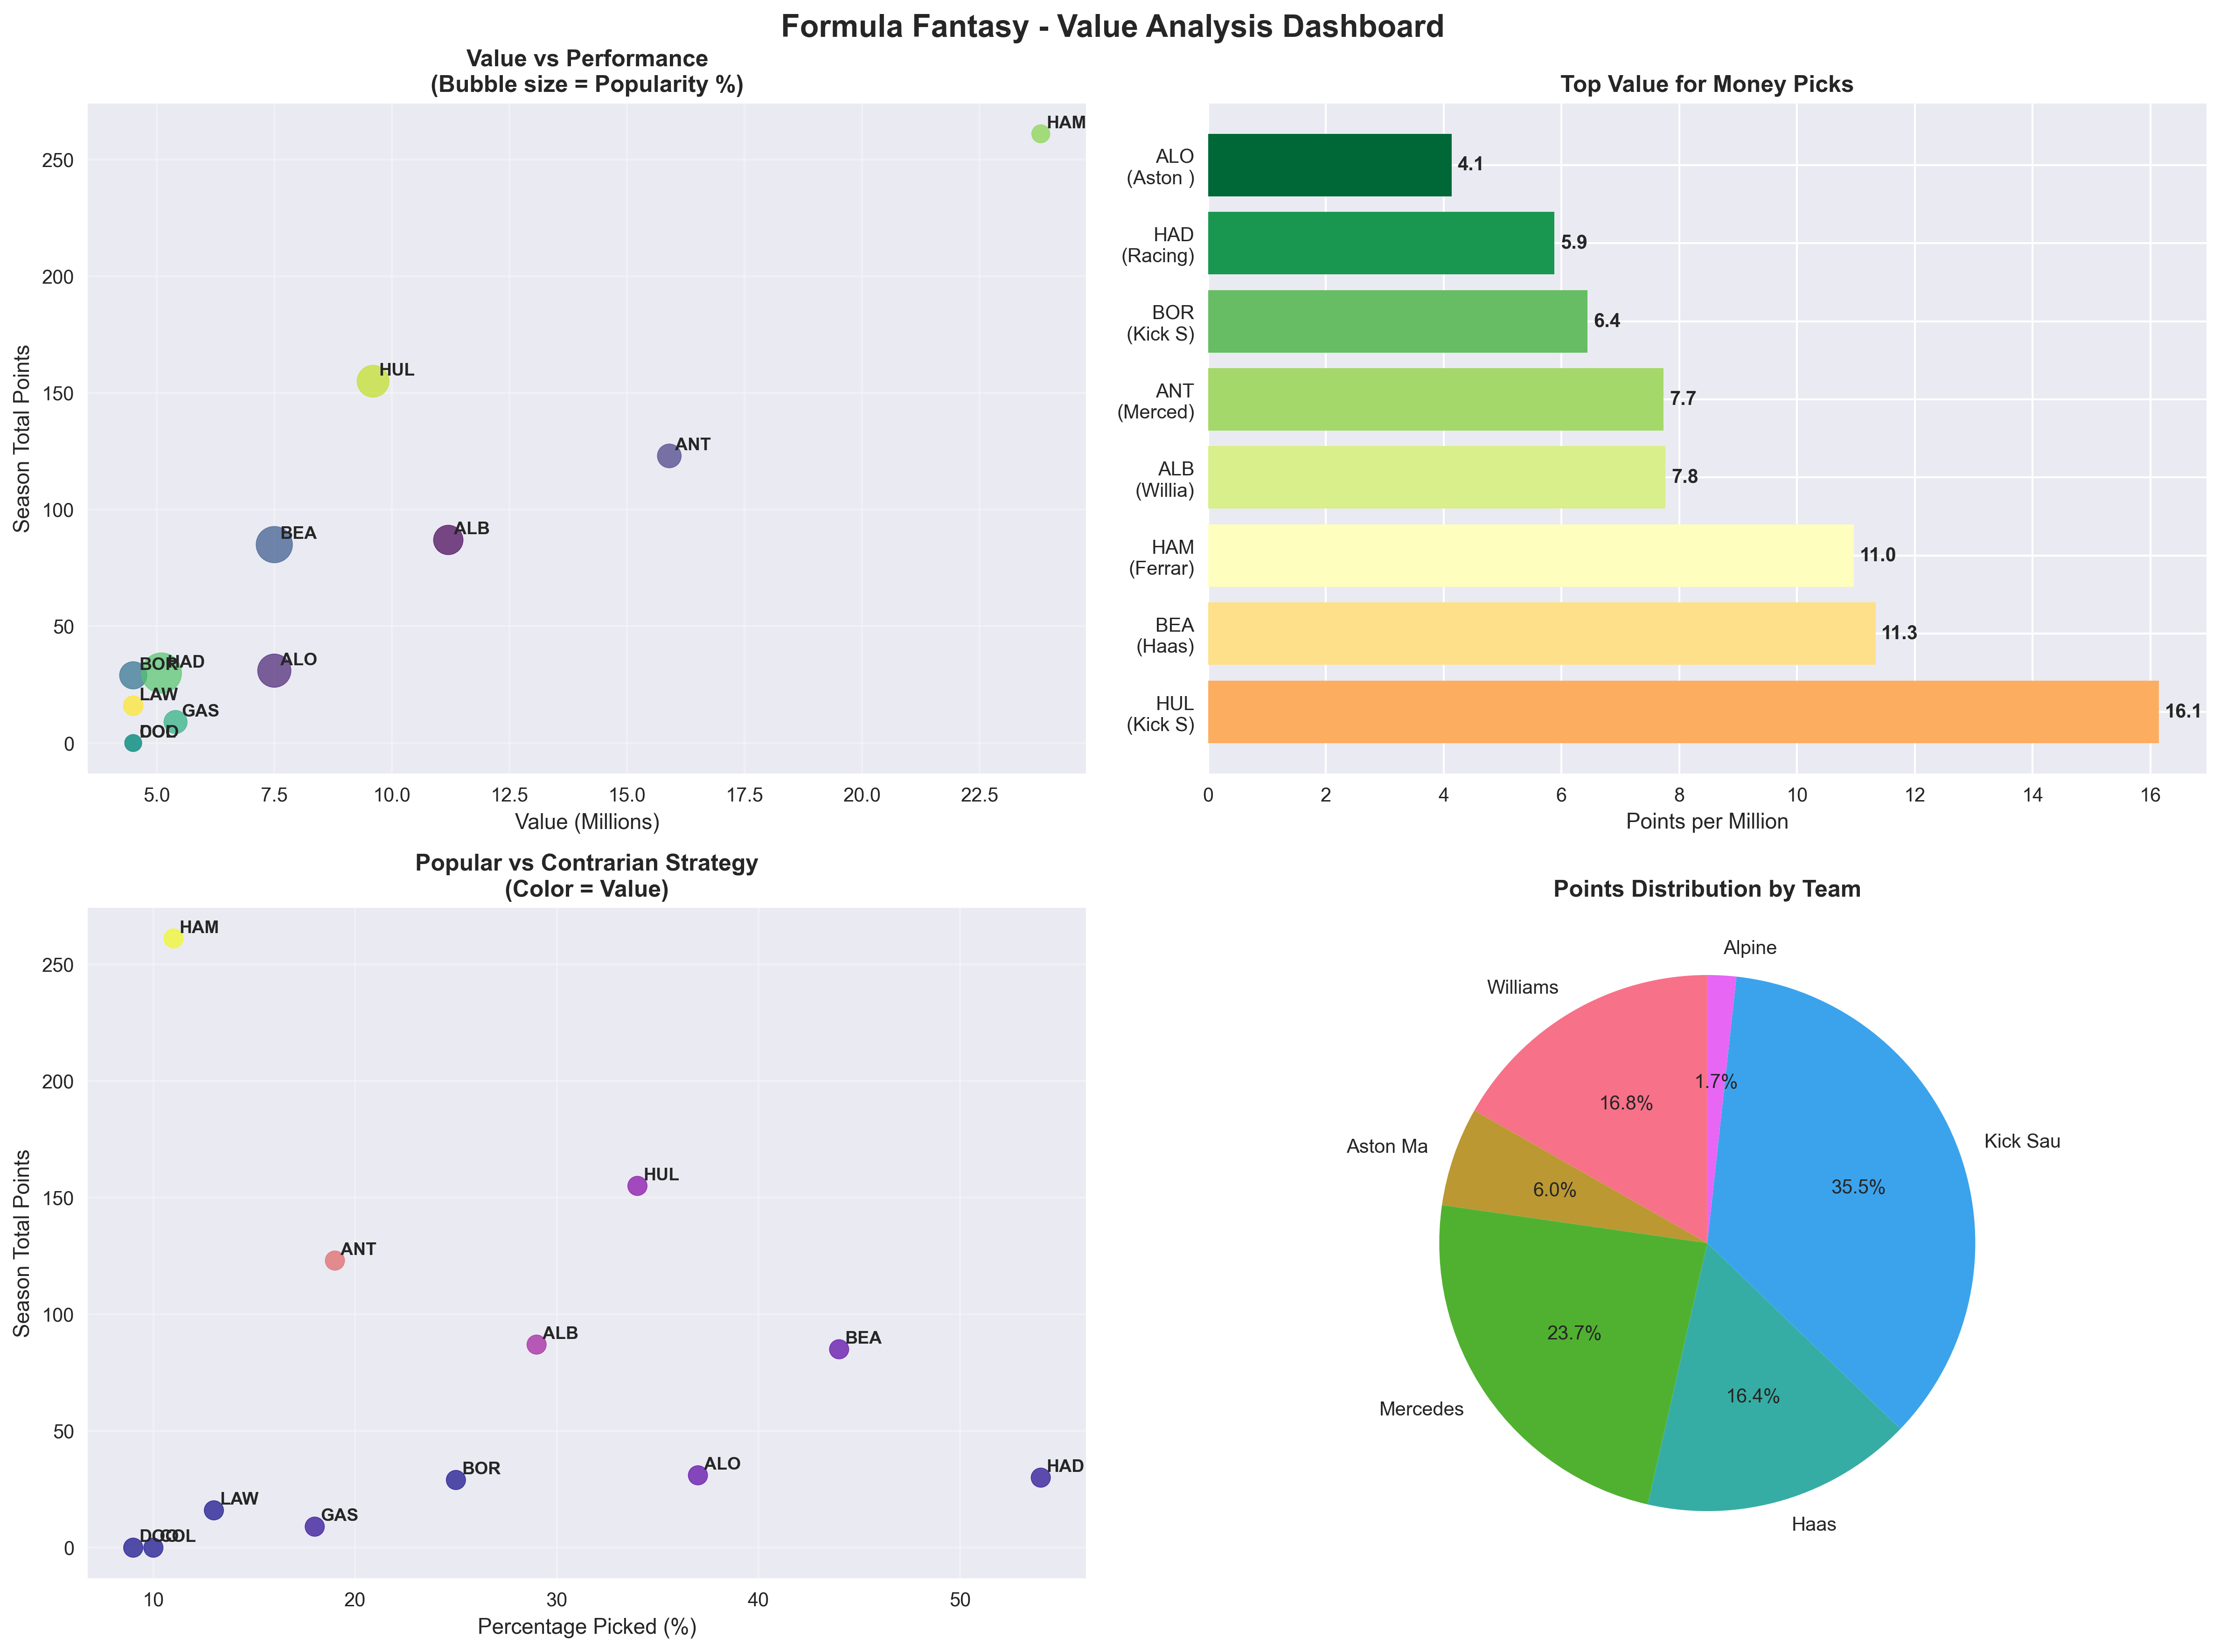 Formula Fantasy - Value Analysis Dashboard
Value vs Performance
(Bubble size = Popularity %)
HAM
HUL
ANT
BEA
ALB
BOR
HAD
ALO
LAW
GAS
DOO
250
200
150
100
50
0
Season Total Points
5.0
7.5
10.0
12.5
15.0
17.5
20.0
22.5
Value (Millions)
Top Value for Money Picks
ALO
(Aston )
4.1
HAD
(Racing)
5.9
BOR
(Kick S)
6.4
ANT
(Merced)
7.7
ALB
(Willia)
7.8
HAM
(Ferrar)
11.0
BEA
(Haas)
11.3
HUL
(Kick S)
16.1
0
2
4
6
8
10
12
14
16
Points per Million
Popular vs Contrarian Strategy
(Color = Value)
HAM
HUL
ANT
ALB
BEA
BOR
ALO
HAD
LAW
GAS
DOO
COL
250
200
150
100
50
0
Season Total Points
10
20
30
40
50
Percentage Picked (%)
Points Distribution by Team
Alpine
Williams
1.7%
16.8%
Kick Sau
Aston Ma
35.5%
6.0%
23.7%
16.4%
Mercedes
Haas